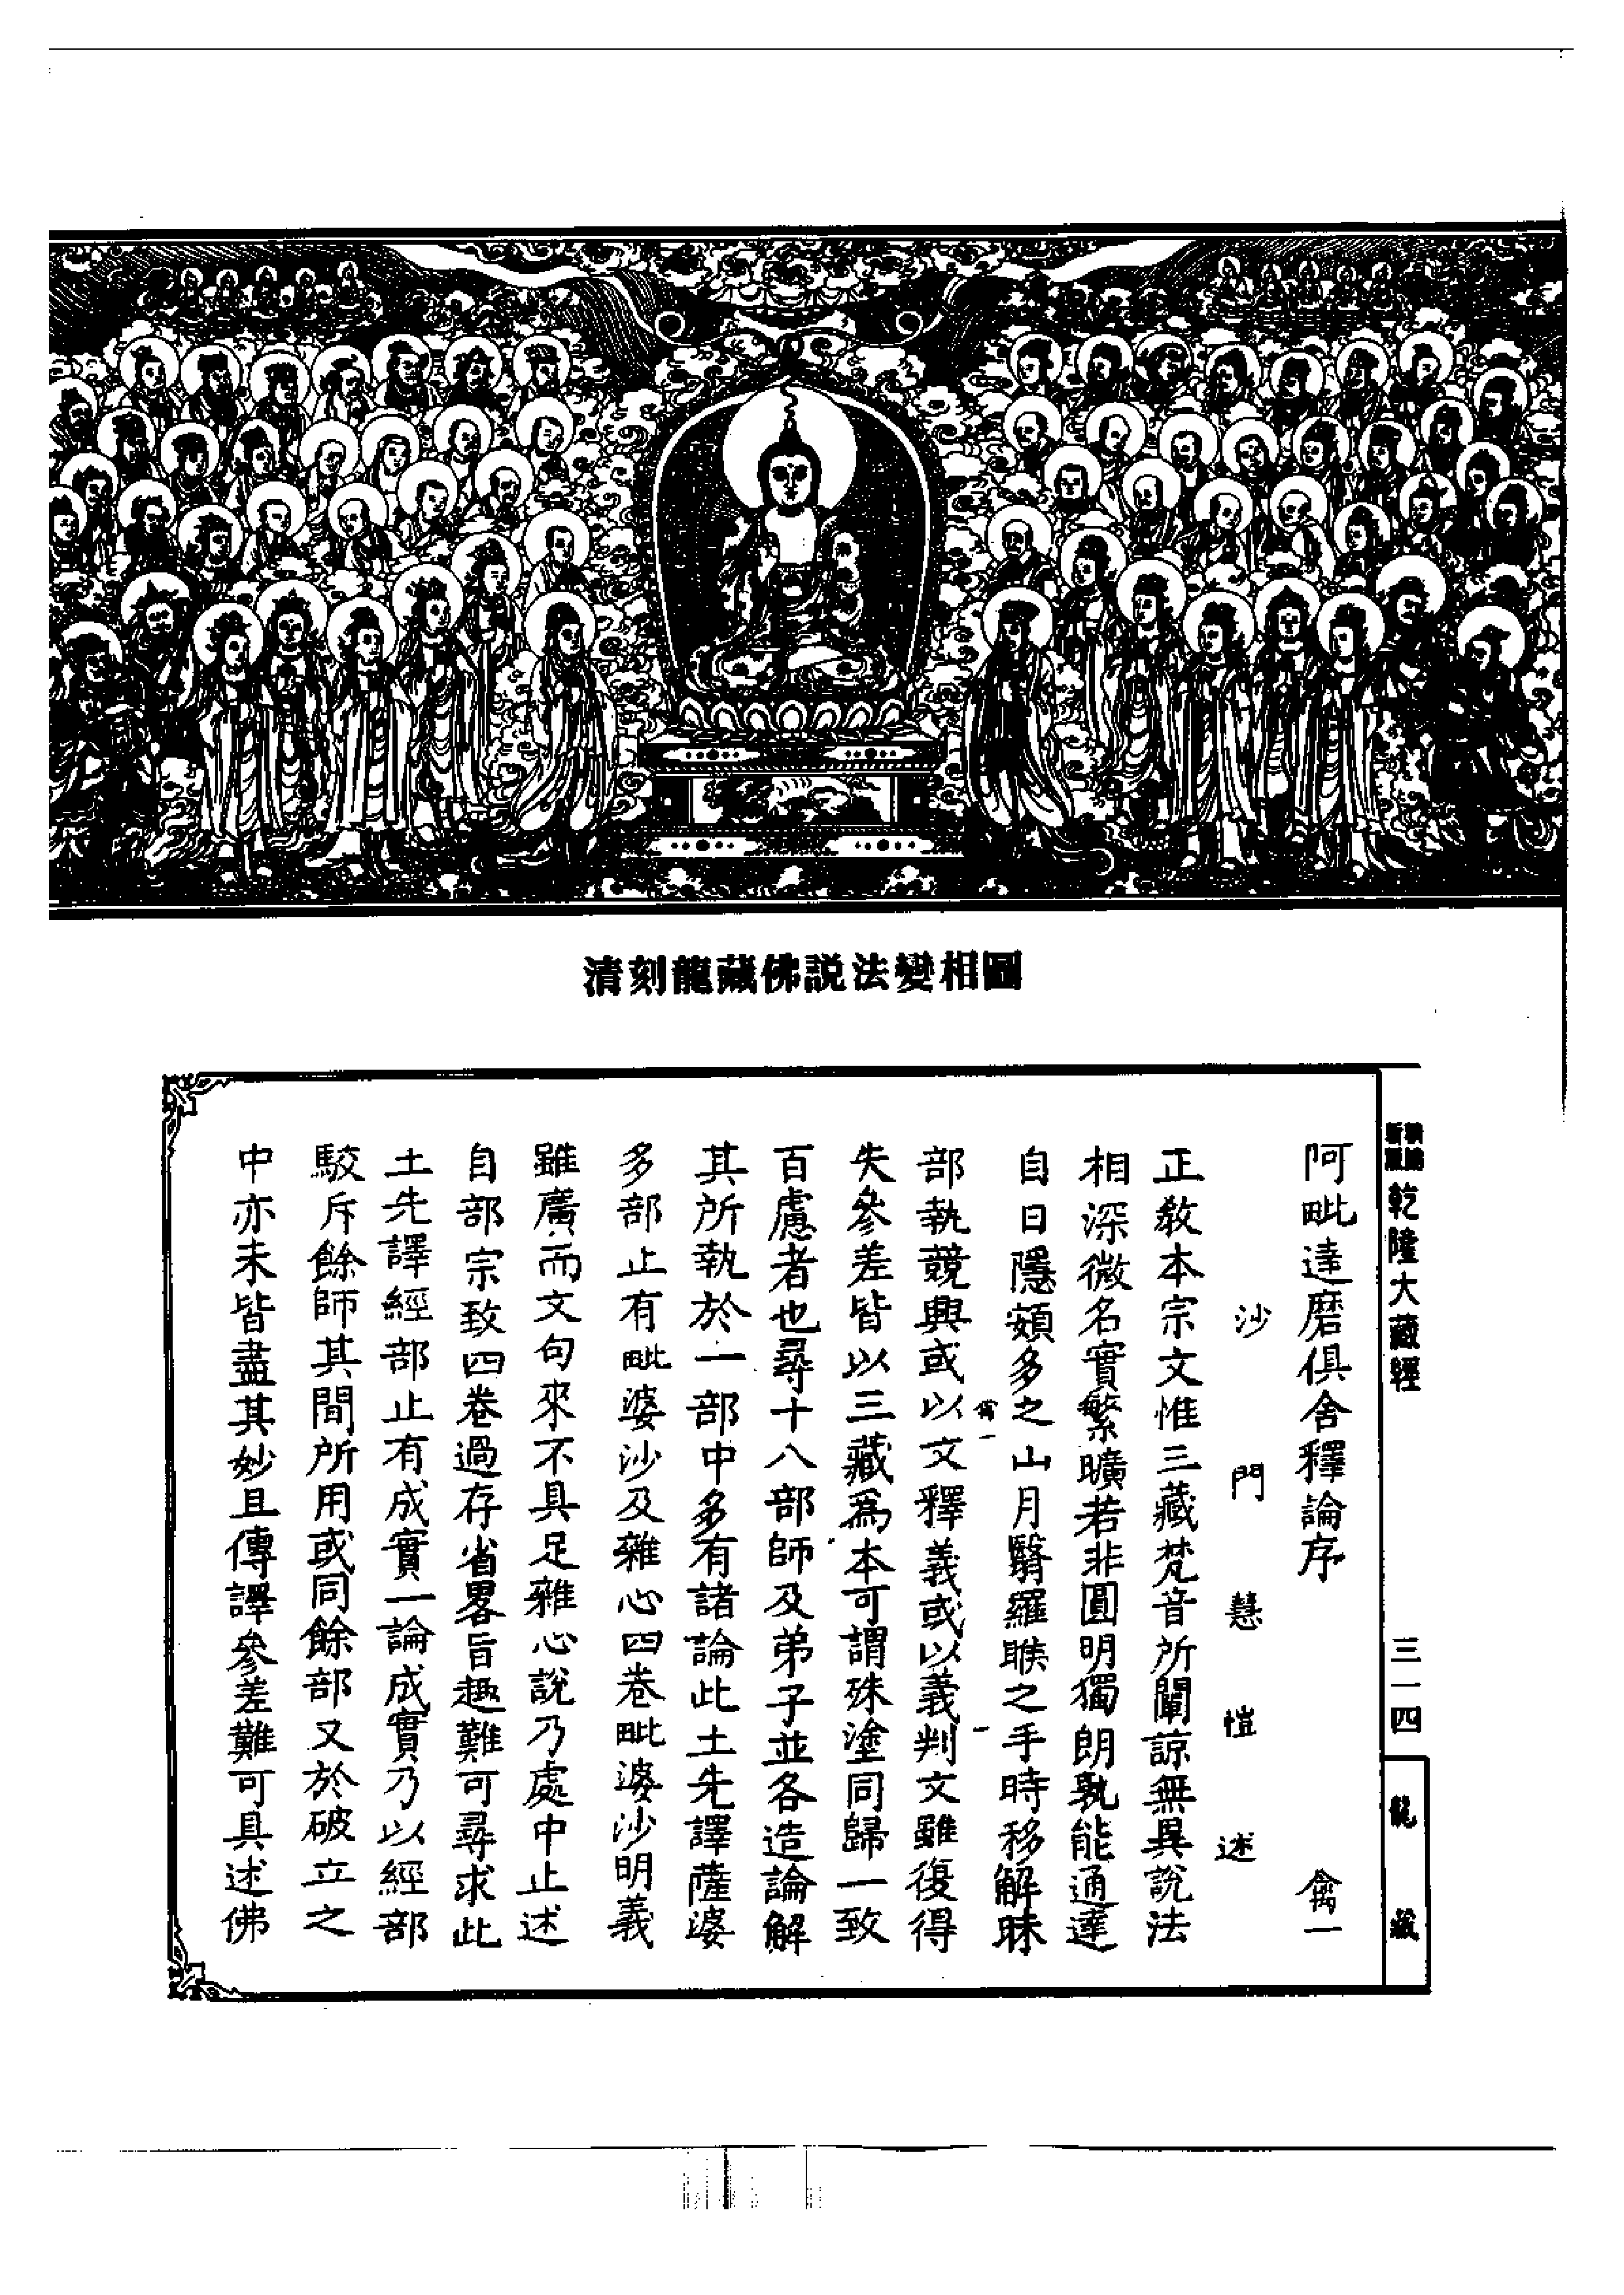 清刻龍藏佛説法變相圖
乾隆大藏經
三一四
龍藏
阿毗達磨俱舍釋論序 禽一
沙門慧愷述
正教本宗文惟三藏梵音所闡諒無異說法
相深微名實繁曠若非圓明獨朗孰能通達
自日隱頞多之山月翳羅睺之手時移解昧
部執競興或以文釋義或以義判文雖復得
禽一
一
失參差皆以三藏爲本可謂殊塗同歸一致
百慮者也尋十八部師及弟子並各造論解
其所執於一部中多有諸論此土先譯薩婆
多部止有毗婆沙及雜心四卷毗婆沙明義
雖廣而文句來不具足雜心說乃處中止述
自部宗致四卷過存省畧旨趣難可尋求此
土先譯經部止有成實一論成實乃以經部
駮斥餘師其間所用或同餘部又於破立之
中亦未皆盡其妙且傳譯參差難可具述佛